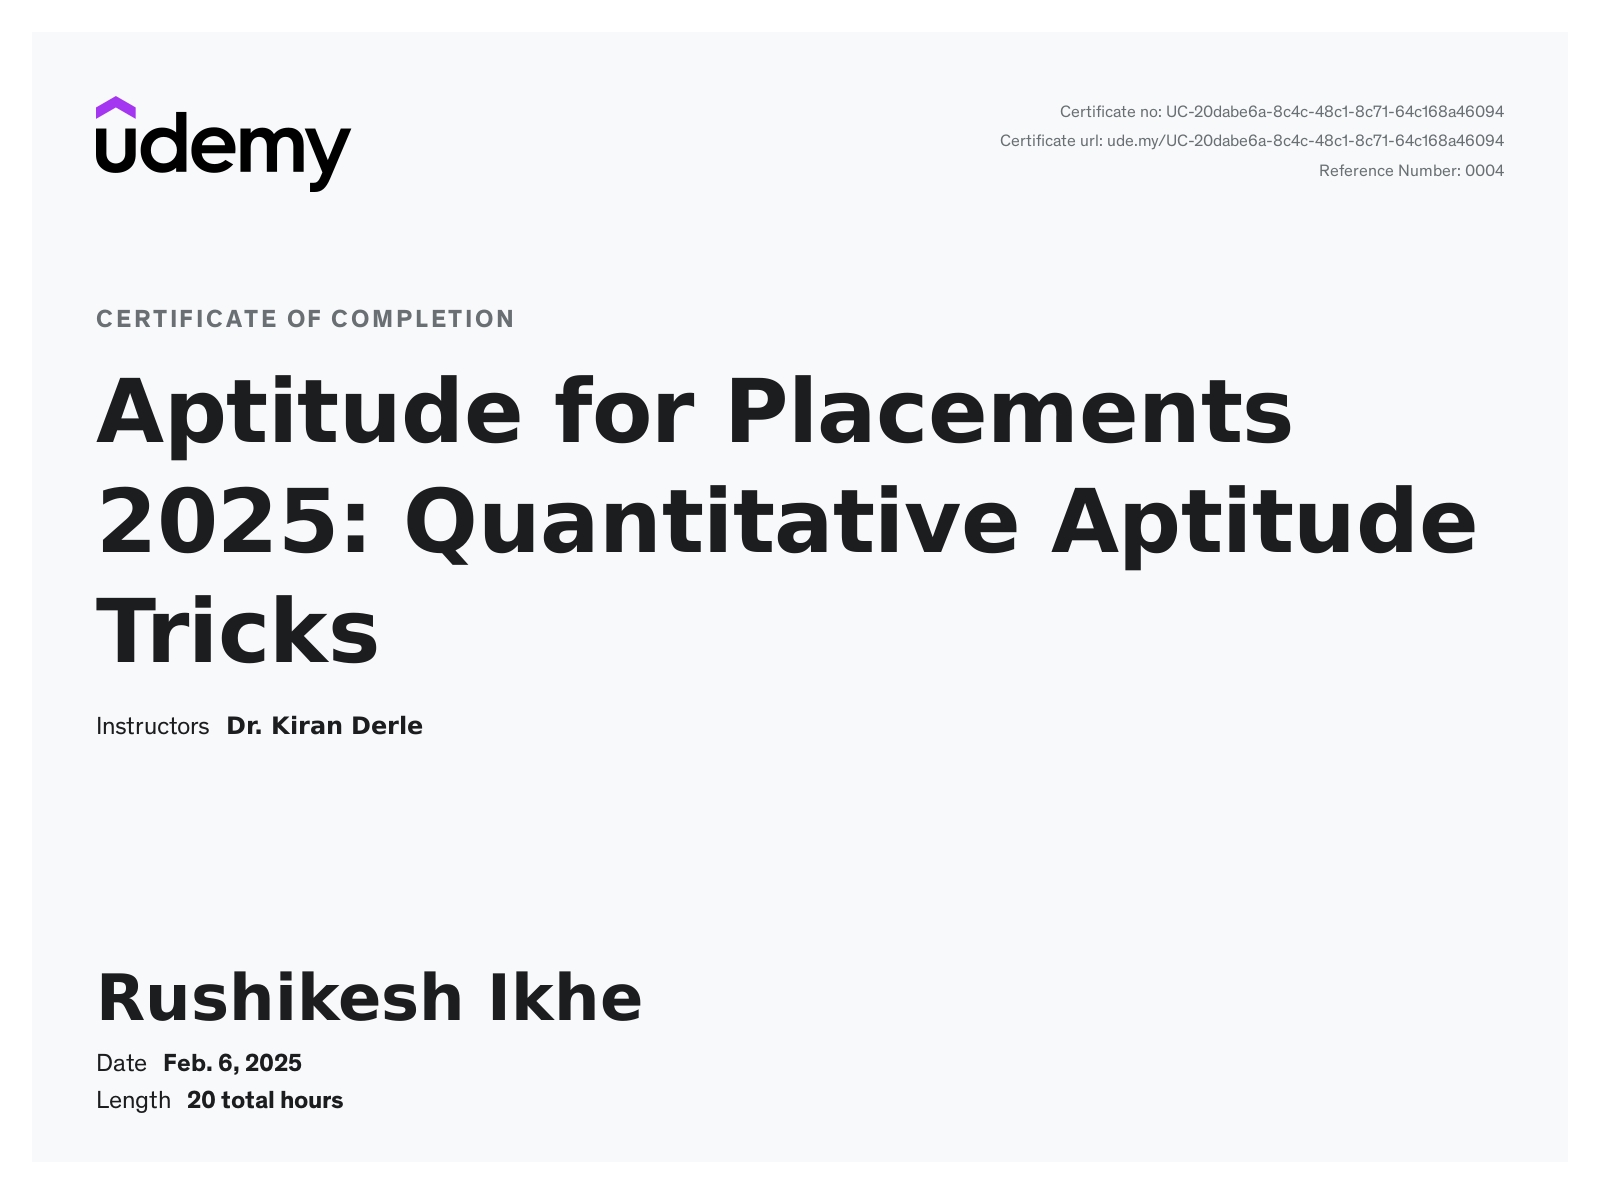 udemy
Certificate no: UC-20dabe6a-8c4c-48c1-8c71-64c168a46094
Certificate url: ude.my/UC-20dabe6a-8c4c-48c1-8c71-64c168a46094
Reference Number: 0004
CERTIFICATE OF COMPLETION
Aptitude for Placements
2025: Quantitative Aptitude
Tricks
Instructors Dr. Kiran Derle
Rushikesh Ikhe
Date Feb. 6, 2025
Length 20 total hours